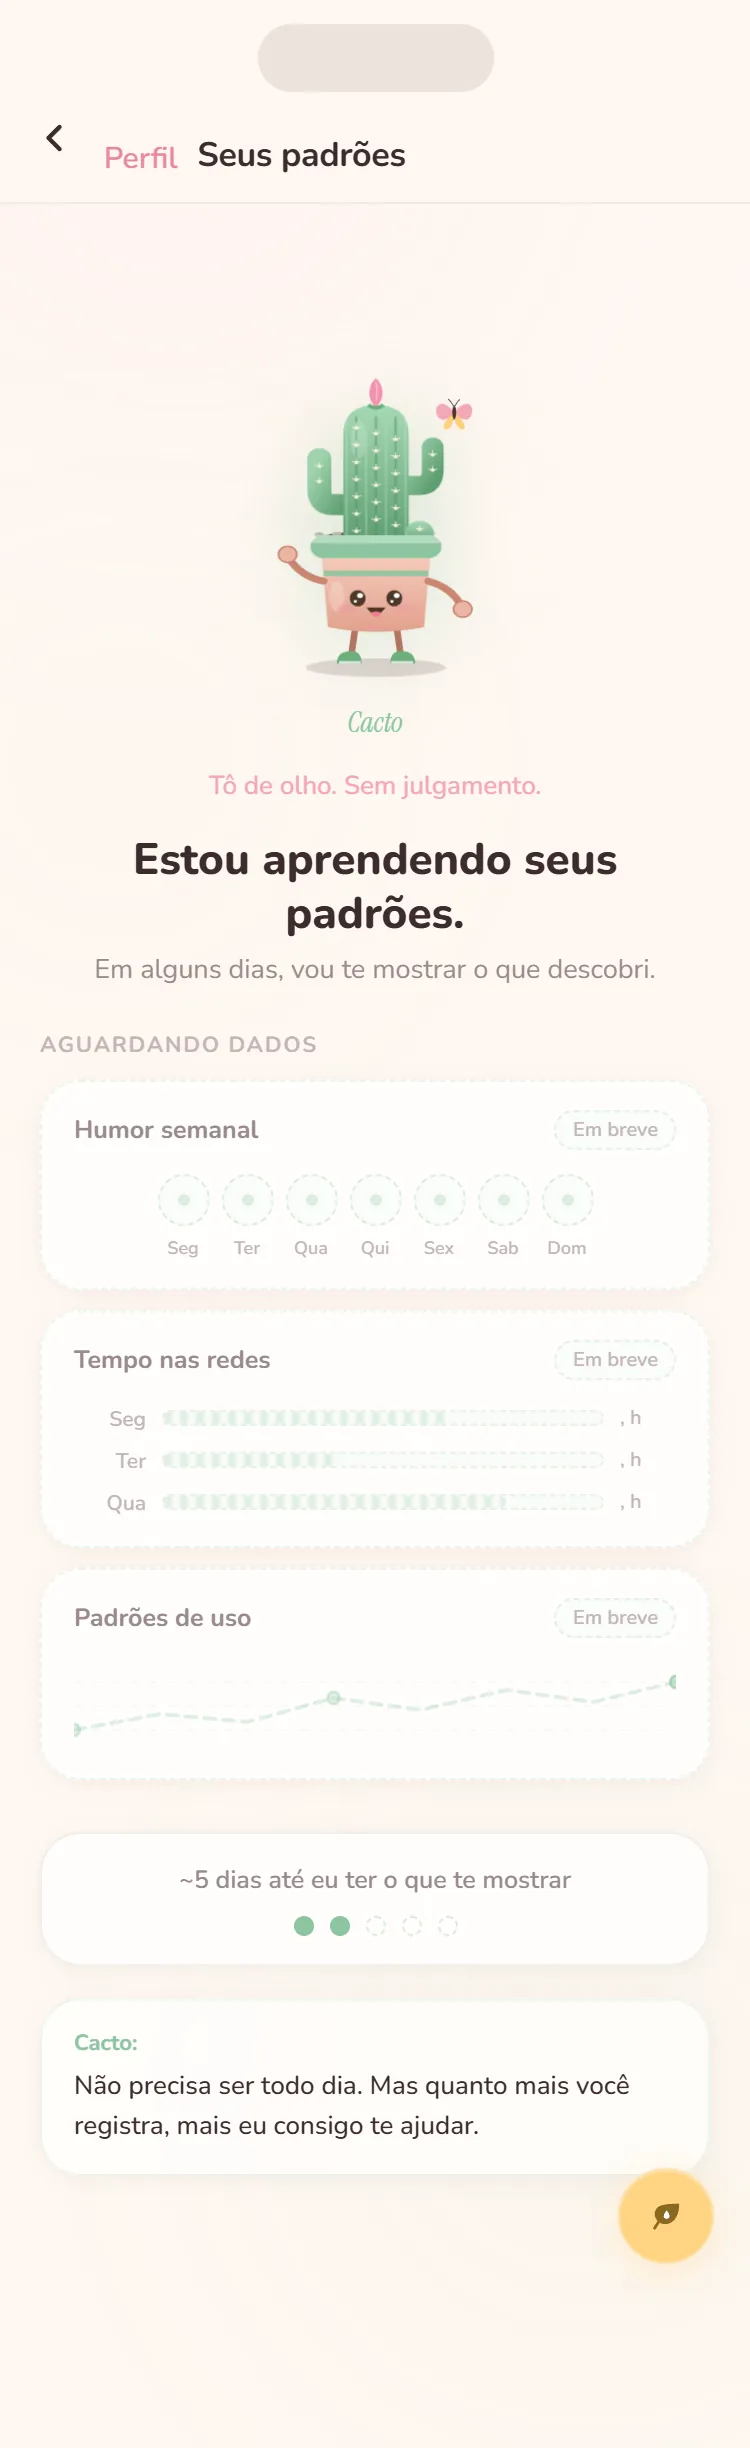 Perfil Seus padrões
Cacto
Tô de olho. Sem julgamento.
Estou aprendendo seus
padrões.
Em alguns dias, vou te mostrar o que descobri.
AGUARDANDO DADOS
Humor semanal Em breve
Seg Ter Qua Qui Sex Sab Dom
Tempo nas redes Em breve
Seg , h
Ter , h
Qua , h
Padrões de uso Em breve
~5 dias até eu ter o que te mostrar
Cacto:
Não precisa ser todo dia. Mas quanto mais você
registra, mais eu consigo te ajudar.